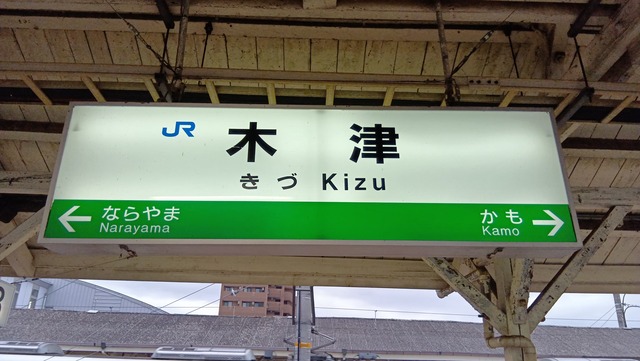 JR 木津
きづ Kizu
← ならやま かも →
Narayama Kamo